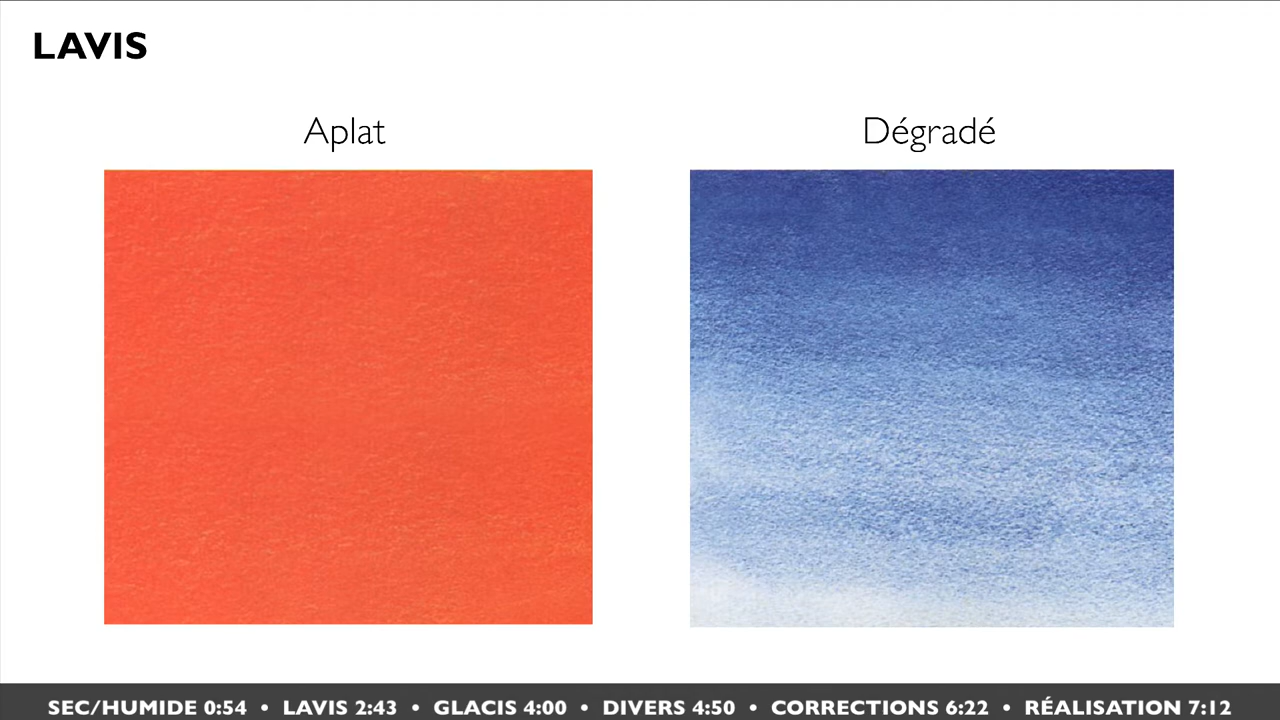 LAVIS
Aplat
Dégradé
SEC/HUMIDE 0:54 • LAVIS 2:43 • GLACIS 4:00 • DIVERS 4:50 • CORRECTIONS 6:22 • RÉALISATION 7:12